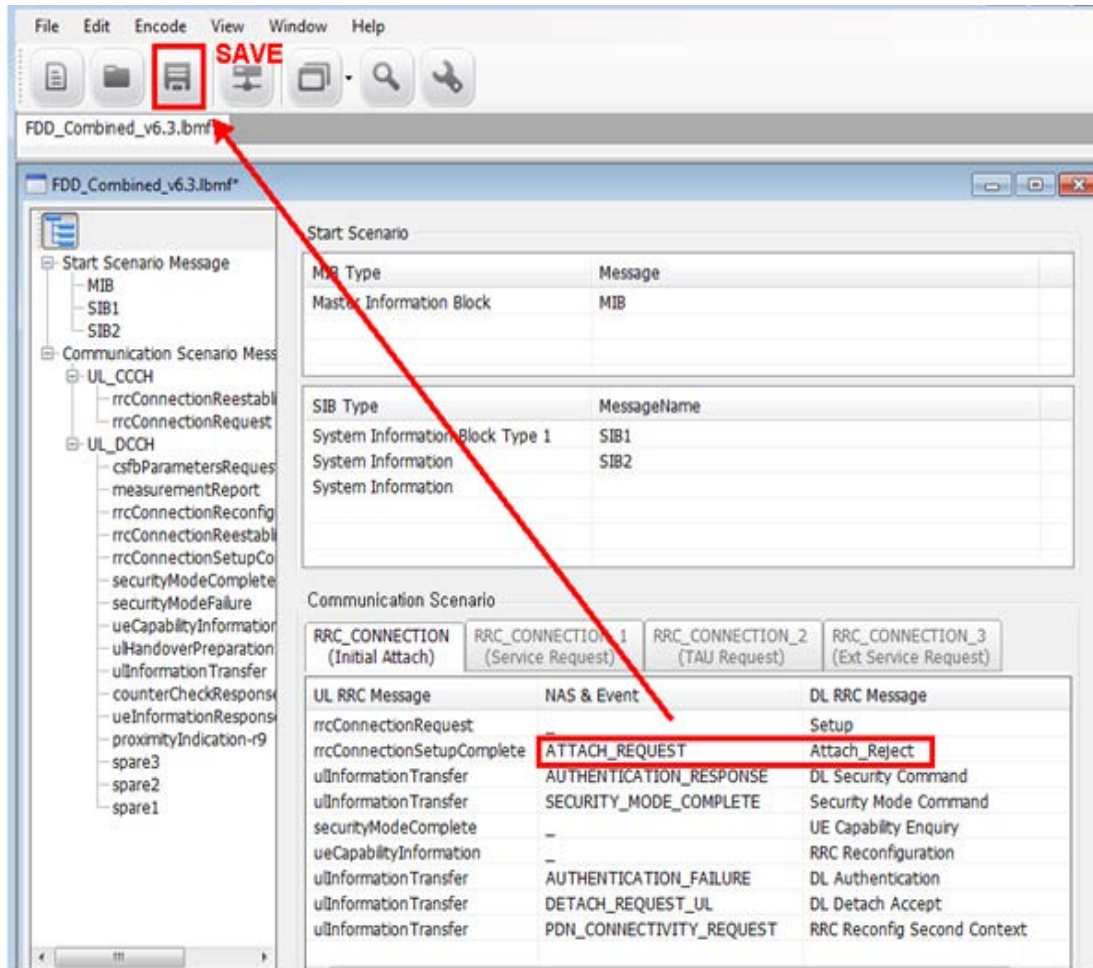 File Edit Encode View Window Help
SAVE
FDD_Combined_v6.3.lbmf*
FDD_Combined_v6.3.lbmf*
Start Scenario Message
MIB
SIB1
SIB2
Communication Scenario Mess
UL_CCCH
rrcConnectionReestabli
rrcConnectionRequest
UL_DCCH
csfbParametersReques
measurementReport
rrcConnectionReconfig
rrcConnectionReestabli
rrcConnectionSetupCo
securityModeComplete
securityModeFailure
ueCapabilityInformation
ulHandoverPreparation
ulInformationTransfer
counterCheckResponse
ueInformationResponse
proximityIndication-r9
spare3
spare2
spare1
Start Scenario
MIB Type Message
Master Information Block MIB
SIB Type MessageName
System Information Block Type 1 SIB1
System Information SIB2
System Information
Communication Scenario
RRC_CONNECTION RRC_CONNECTION_1 RRC_CONNECTION_2 RRC_CONNECTION_3
(Initial Attach) (Service Request) (TAU Request) (Ext Service Request)
UL RRC Message NAS & Event DL RRC Message
rrcConnectionRequest _ Setup
rrcConnectionSetupComplete ATTACH_REQUEST Attach_Reject
ulInformationTransfer AUTHENTICATION_RESPONSE DL Security Command
ulInformationTransfer SECURITY_MODE_COMPLETE Security Mode Command
securityModeComplete _ UE Capability Enquiry
ueCapabilityInformation _ RRC Reconfiguration
ulInformationTransfer AUTHENTICATION_FAILURE DL Authentication
ulInformationTransfer DETACH_REQUEST_UL DL Detach Accept
ulInformationTransfer PDN_CONNECTIVITY_REQUEST RRC Reconfig Second Context